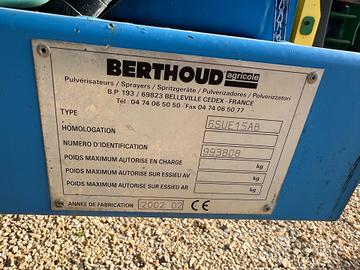 BERTHOUD agricole
Pulvérisateurs / Sprayers / Spritzgeräte / Pulverizadores / Polverizzatori
B.P 193 / 69823 BELLEVILLE CEDEX - FRANCE
Tél : 04 74 06 50 50 - Fax 04 74 06 50 77
TYPE 6SUE15AB
HOMOLOGATION
NUMERO D'IDENTIFICATION 993808
POIDS MAXIMUM AUTORISE EN CHARGE kg
POIDS MAXIMUM AUTORISE SUR ESSIEU AV kg
POIDS MAXIMUM AUTORISE SUR ESSIEU AR kg
ANNEE DE FABRICATION 2002 02 CE